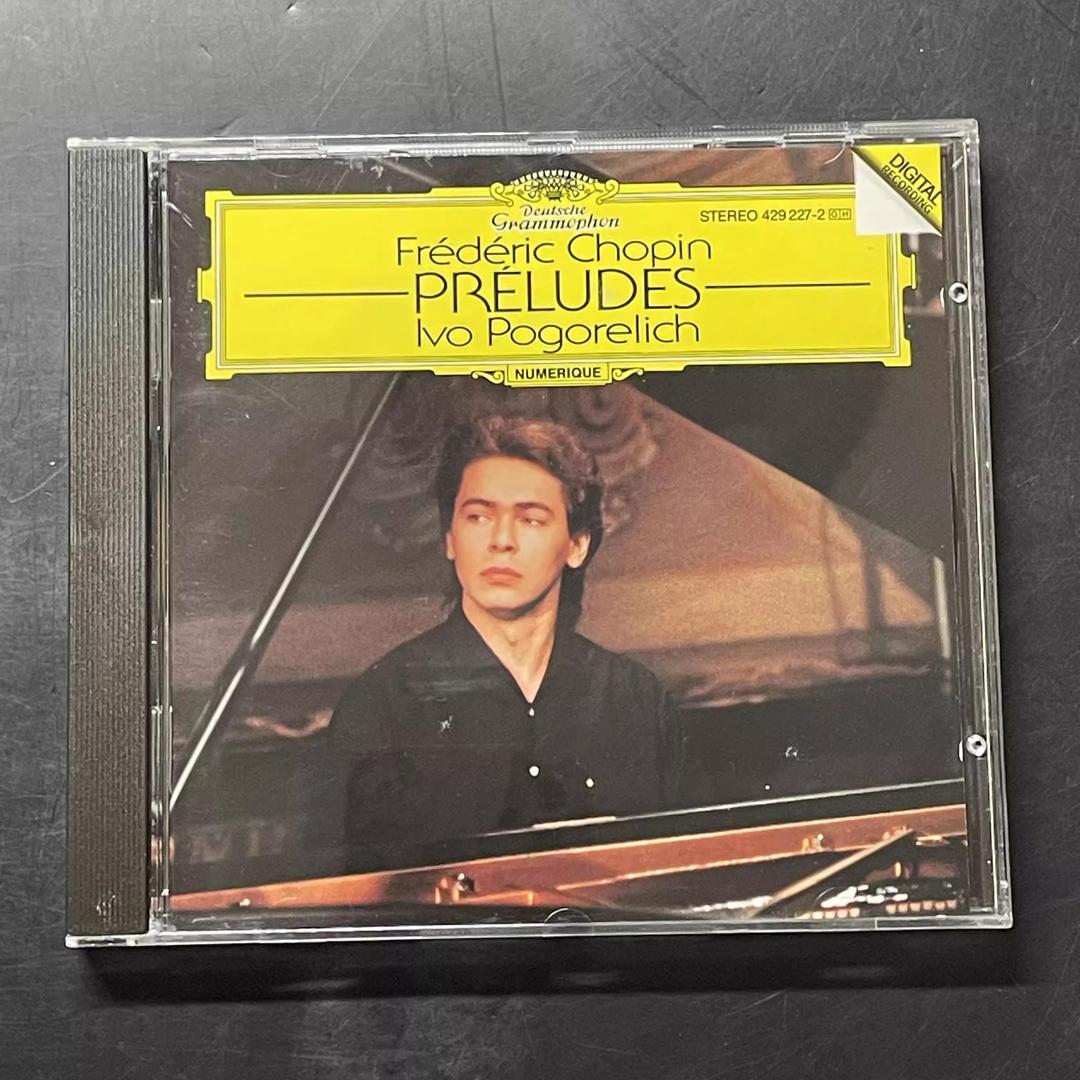 DIGITAL
RECORDING
Deutsche
Grammophon
STEREO 429 227-2 GH
Frédéric Chopin
PRÉLUDES
Ivo Pogorelich
NUMERIQUE